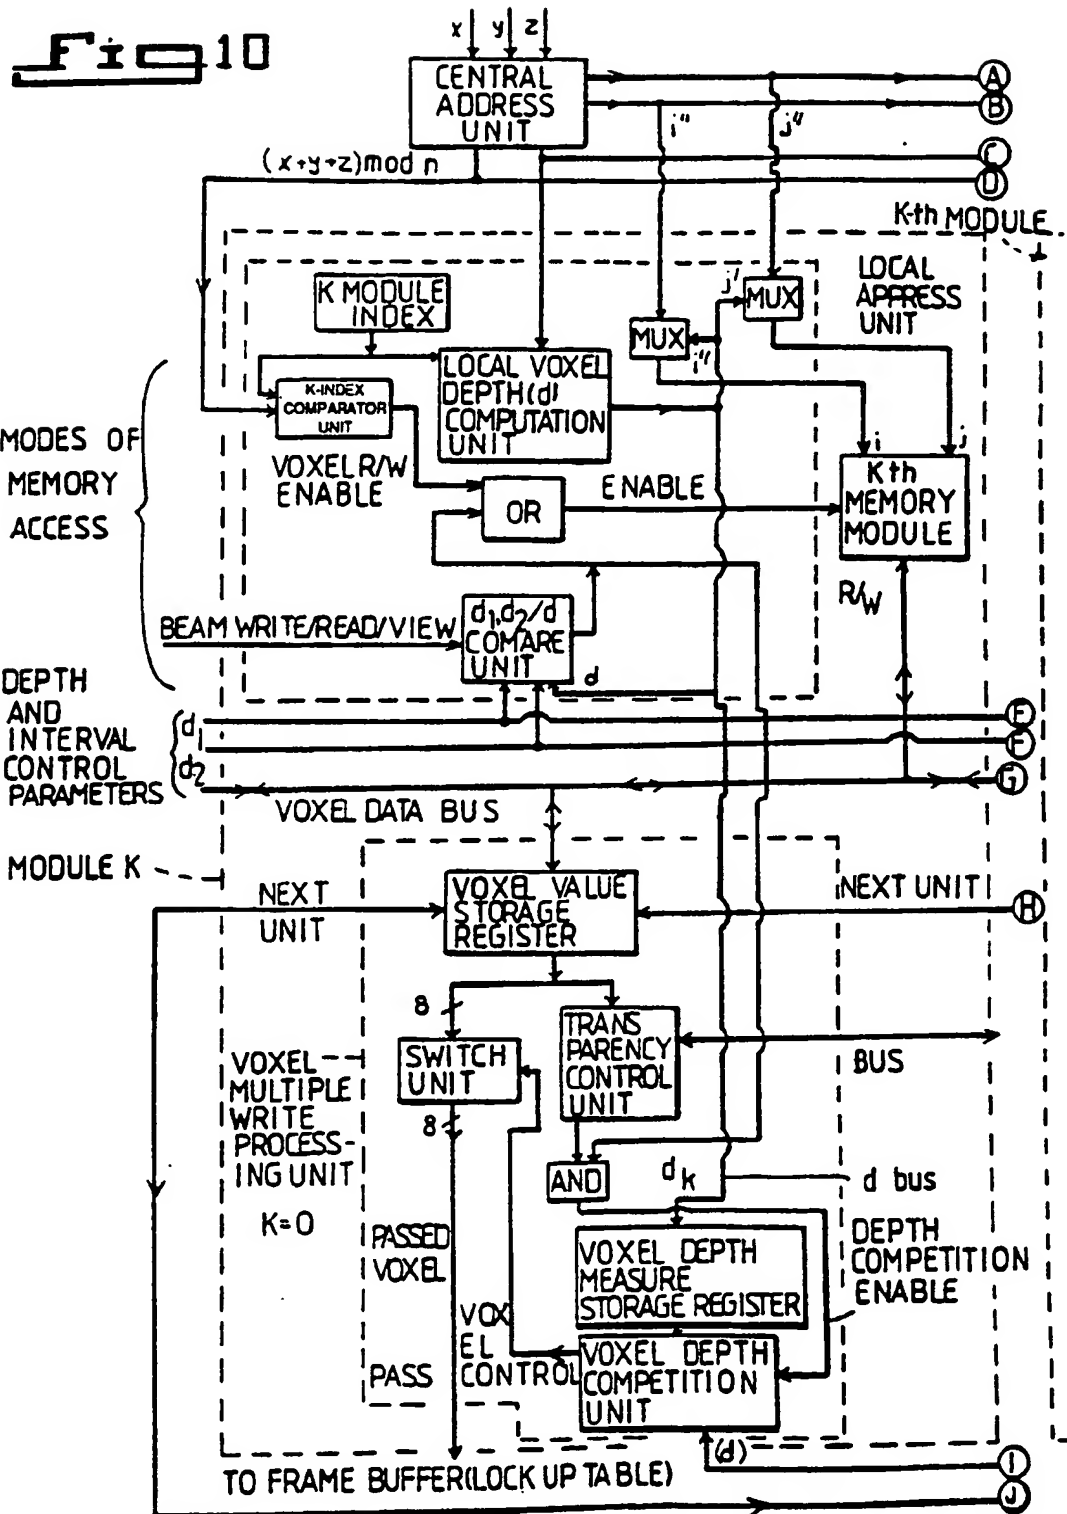 Fig 10
x y z
CENTRAL
ADDRESS
UNIT
A
B
i"
j"
(x+y+z)mod n
C
D
K-th MODULE
K MODULE
INDEX
j'
MUX
LOCAL
APPRESS
UNIT
MUX
i"
K-INDEX
COMPARATOR
UNIT
LOCAL VOXEL
DEPTH(d)
COMPUTATION
UNIT
MODES OF
MEMORY
ACCESS
VOXEL R/W
ENABLE
OR
ENABLE
i
j
Kth
MEMORY
MODULE
R/W
BEAM WRITE/READ/VIEW
d1,d2/d
COMARE
UNIT
d
DEPTH
AND
INTERVAL
CONTROL
PARAMETERS
d1
d2
E
F
G
VOXEL DATA BUS
MODULE K
NEXT
UNIT
VOXEL VALUE
STORAGE
REGISTER
NEXT UNIT
H
8
SWITCH
UNIT
8
TRANS
PARENCY
CONTROL
UNIT
BUS
VOXEL
MULTIPLE
WRITE
PROCESS-
ING UNIT
K=0
AND
dk
d bus
PASSED
VOXEL
VOXEL DEPTH
MEASURE
STORAGE REGISTER
DEPTH
COMPETITION
ENABLE
VOX
EL
CONTROL
PASS
VOXEL DEPTH
COMPETITION
UNIT
(d)
I
TO FRAME BUFFER(LOCK UP TABLE)
J